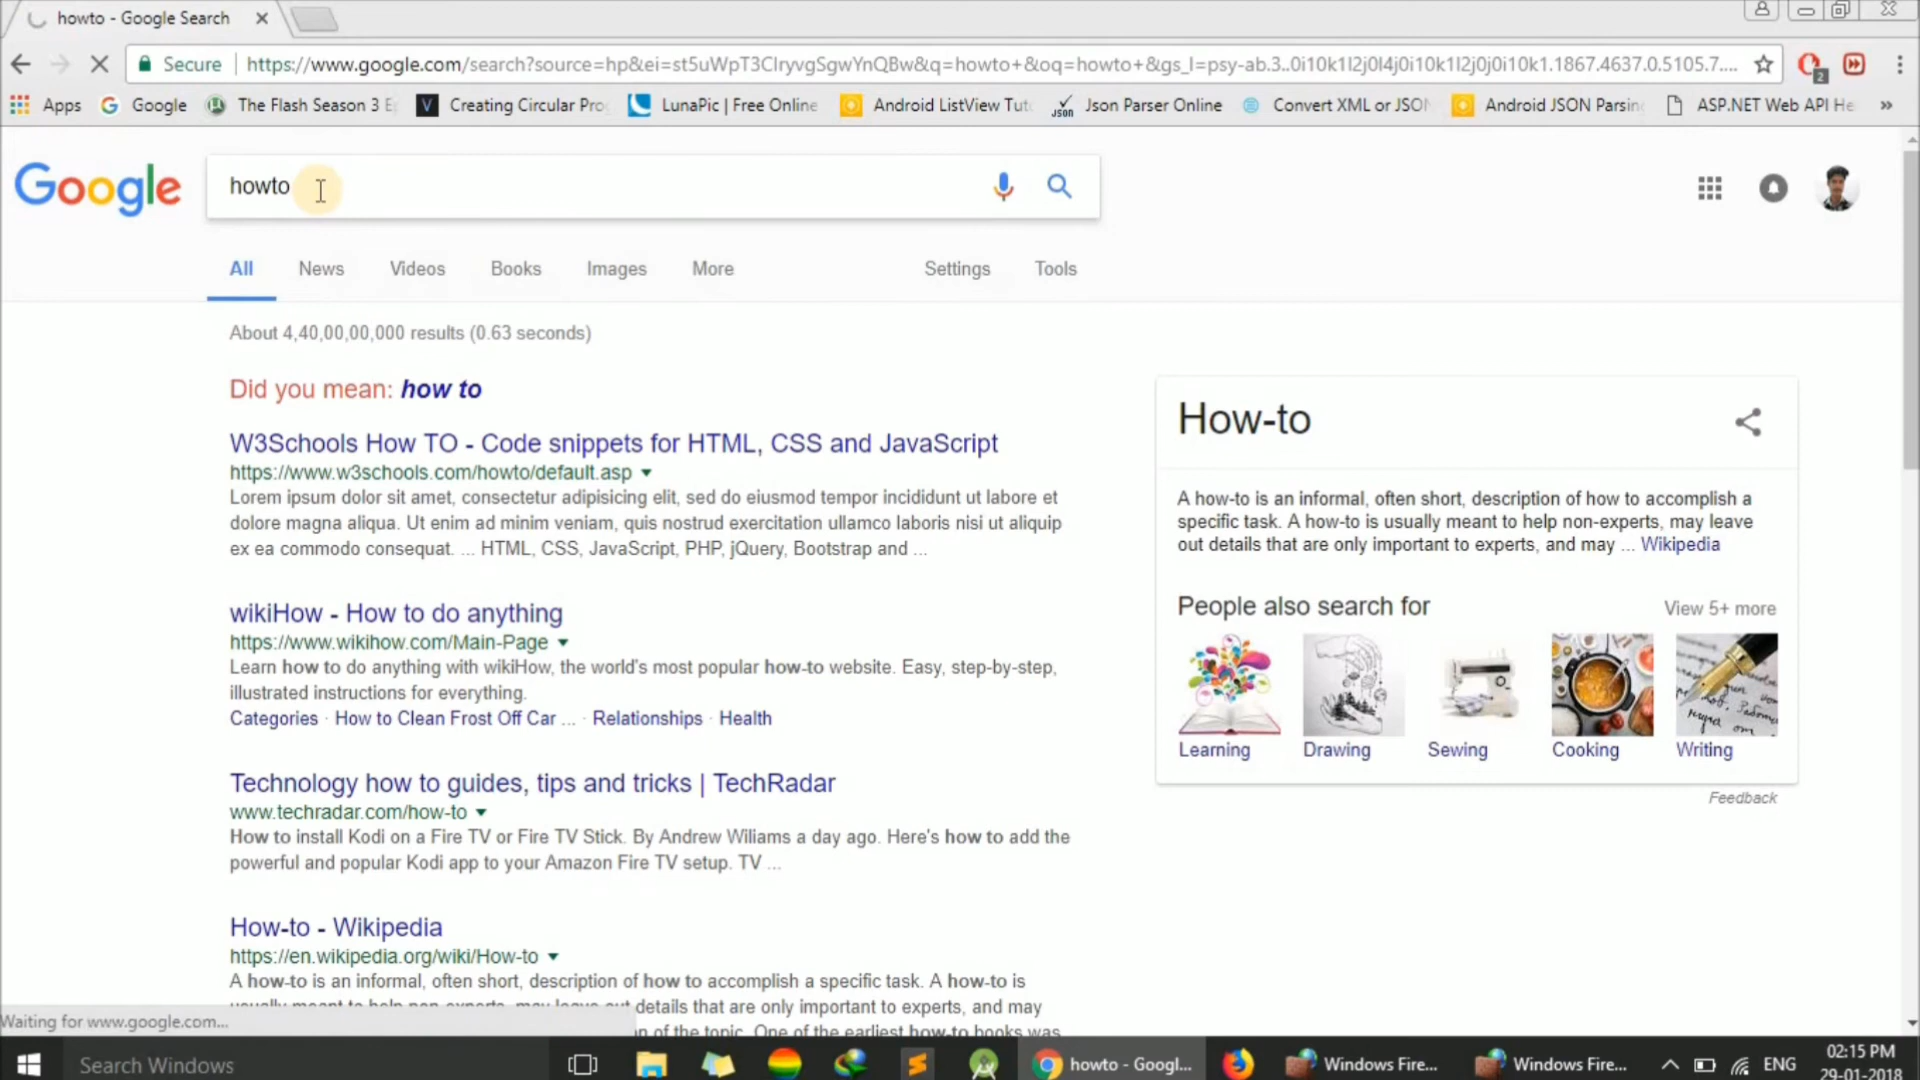 howto - Google Search
Secure https://www.google.com/search?source=hp&ei=st5uWpT3CIryvgSgwYnQBw&q=howto+&oq=howto+&gs_l=psy-ab.3..0i10k1l2j0l4j0i10k1l2j0j0i10k1.1867.4637.0.5105.7....
Apps Google The Flash Season 3 Creating Circular LunaPic | Free Online Android ListView Json Parser Online Convert XML or Android JSON ASP.NET Web API »
Google howto
All News Videos Books Images More Settings Tools
About 4,40,00,00,000 results (0.63 seconds)
Did you mean: how to
W3Schools How TO - Code snippets for HTML, CSS and JavaScript
https://www.w3schools.com/howto/default.asp
Lorem ipsum dolor sit amet, consectetur adipisicing elit, sed do eiusmod tempor incididunt ut labore et
dolore magna aliqua. Ut enim ad minim veniam, quis nostrud exercitation ullamco laboris nisi ut aliquip
ex ea commodo consequat. ... HTML, CSS, JavaScript, PHP, jQuery, Bootstrap and ...
wikiHow - How to do anything
https://www.wikihow.com/Main-Page
Learn how to do anything with wikiHow, the world's most popular how-to website. Easy, step-by-step,
illustrated instructions for everything.
Categories · How to Clean Frost Off Car ... · Relationships · Health
Technology how to guides, tips and tricks | TechRadar
www.techradar.com/how-to
How to install Kodi on a Fire TV or Fire TV Stick. By Andrew Wiliams a day ago. Here's how to add the
powerful and popular Kodi app to your Amazon Fire TV setup. TV ...
How-to - Wikipedia
https://en.wikipedia.org/wiki/How-to
A how-to is an informal, often short, description of how to accomplish a specific task. A how-to is
usually meant to help non-experts, may leave out details that are only important to experts, and may
of the topic. One of the earliest how-to books was
How-to
A how-to is an informal, often short, description of how to accomplish a
specific task. A how-to is usually meant to help non-experts, may leave
out details that are only important to experts, and may ... Wikipedia
People also search for View 5+ more
Learning Drawing Sewing Cooking Writing
Feedback
Waiting for www.google.com...
Search Windows howto - Googl... Windows Fire... Windows Fire... ENG 02:15 PM
29-01-2018